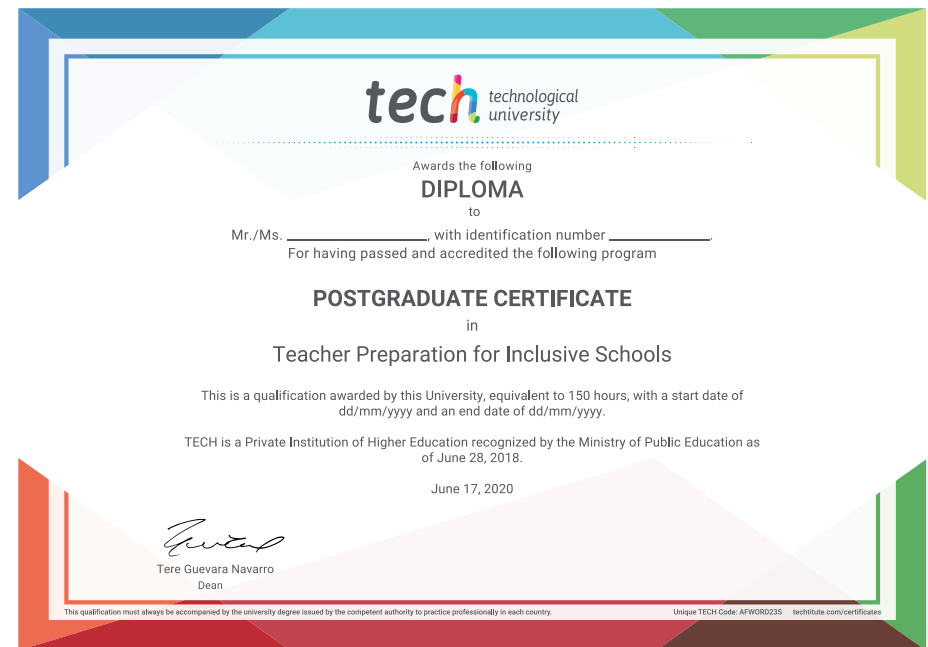 tech technological
university
Awards the following
DIPLOMA
to
Mr./Ms. ____________________, with identification number ______________.
For having passed and accredited the following program
POSTGRADUATE CERTIFICATE
in
Teacher Preparation for Inclusive Schools
This is a qualification awarded by this University, equivalent to 150 hours, with a start date of
dd/mm/yyyy and an end date of dd/mm/yyyy.
TECH is a Private Institution of Higher Education recognized by the Ministry of Public Education as
of June 28, 2018.
June 17, 2020
Tere Guevara Navarro
Dean
This qualification must always be accompanied by the university degree issued by the competent authority to practice professionally in each country. Unique TECH Code: AFWORD23S techtitute.com/certificates